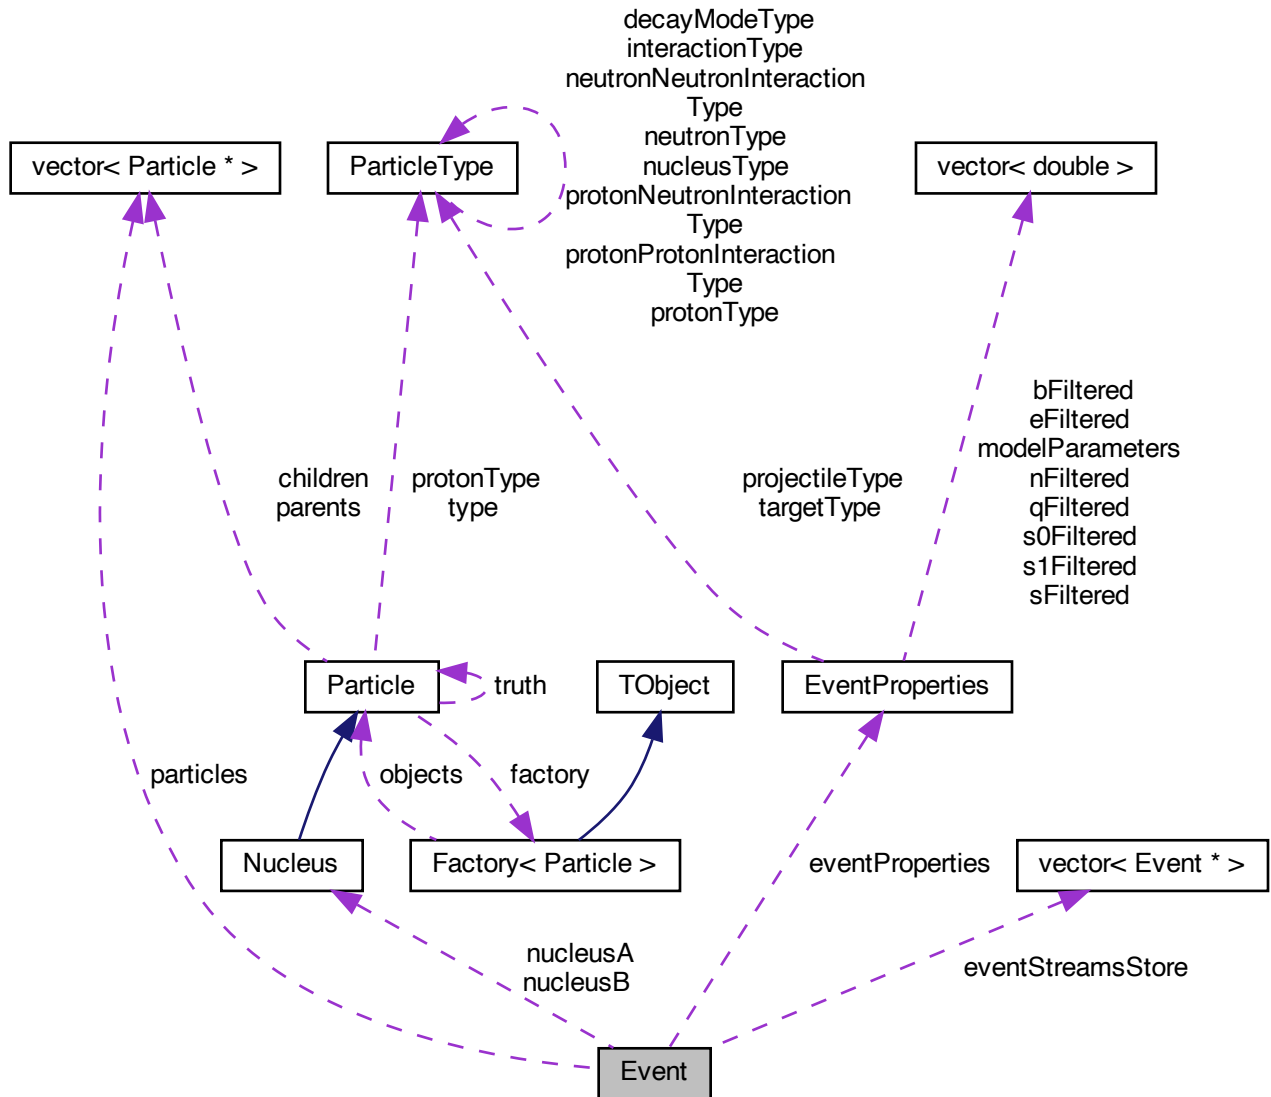 decayModeType
interactionType
neutronNeutronInteraction
Type
neutronType
nucleusType
protonNeutronInteraction
Type
protonProtonInteraction
Type
protonType
vector< Particle * >
ParticleType
vector< double >
bFiltered
eFiltered
modelParameters
nFiltered
qFiltered
s0Filtered
s1Filtered
sFiltered
children
parents
protonType
type
projectileType
targetType
Particle
truth
TObject
EventProperties
particles
objects
factory
Nucleus
Factory< Particle >
eventProperties
vector< Event * >
nucleusA
nucleusB
eventStreamsStore
Event